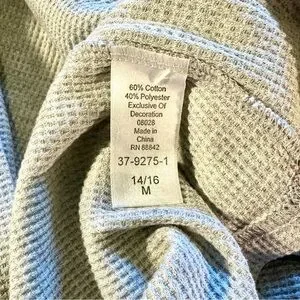 60% Cotton
40% Polyester
Exclusive Of
Decoration
08028
Made in
China
RN 88842
37-9275-1
14/16
M